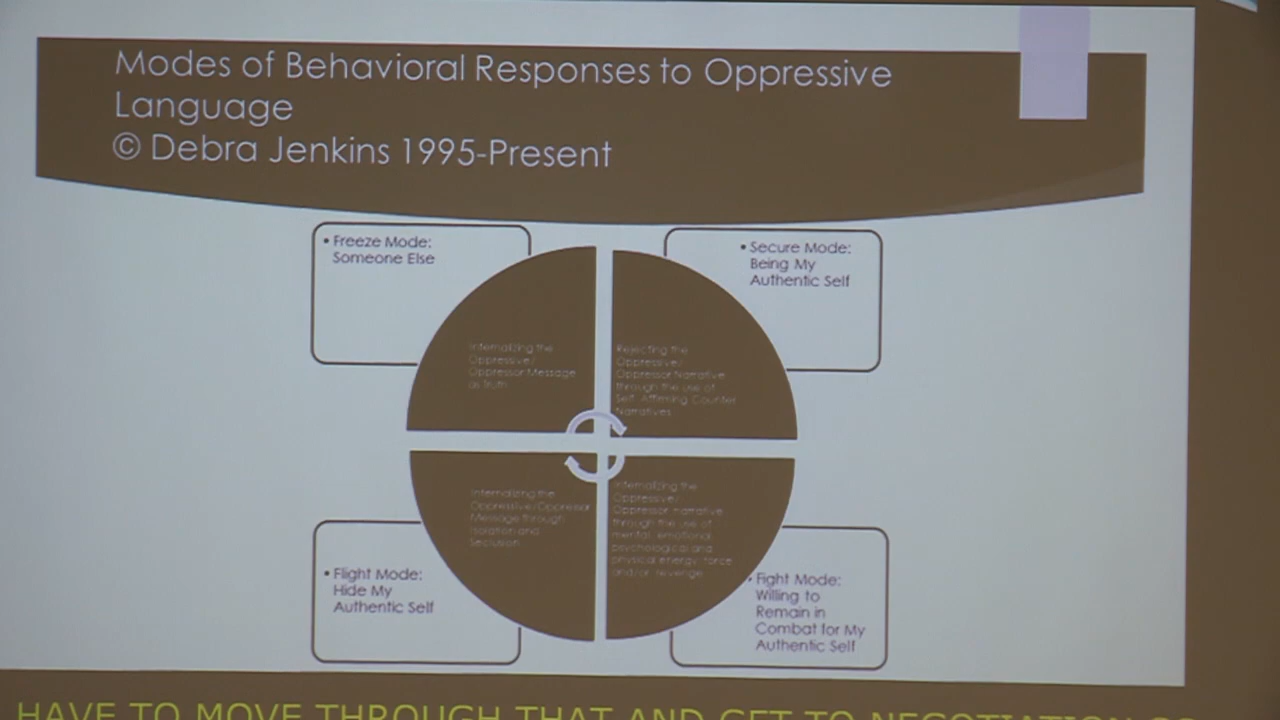 Modes of Behavioral Responses to Oppressive
Language
© Debra Jenkins 1995-Present
• Freeze Mode:
Someone Else
• Secure Mode:
Being My
Authentic Self
Internalizing the
Oppressive/
Oppressor Message
as Truth
Rejecting the
Oppressive/
Oppressor Narrative
through the use of
Self-Affirming Counter
Narratives
Internalizing the
Oppressive/Oppressor
Message through
Isolation and
Seclusion
Internalizing the
Oppressive/
Oppressor narrative
through the use of
mental, emotional,
psychological and
physical energy, force
and/or revenge
• Flight Mode:
Hide My
Authentic Self
• Fight Mode:
Willing to
Remain in
Combat for My
Authentic Self
HAVE TO MOVE THROUGH THAT AND GET TO NEGOTIATION